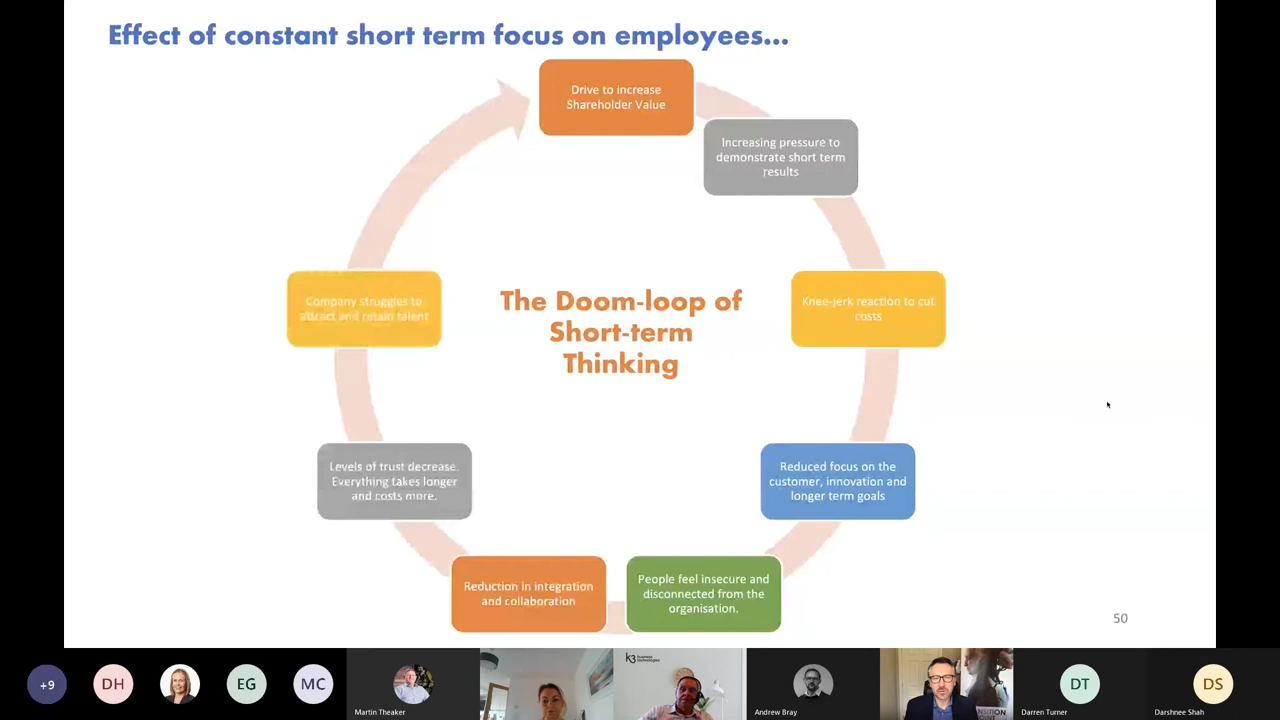 Effect of constant short term focus on employees...
Drive to increase
Shareholder Value
Increasing pressure to
demonstrate short term
results
Knee-jerk reaction to cut
costs
Reduced focus on the
customer, innovation and
longer term goals
People feel insecure and
disconnected from the
organisation.
Reduction in integration
and collaboration
Levels of trust decrease.
Everything takes longer
and costs more.
Company struggles to
attract and retain talent
The Doom-loop of
Short-term
Thinking
50
+9
DH
EG
MC
Martin Theaker
k3 business
technologies
Andrew Bray
DT
Darren Turner
DS
Darshnee Shah